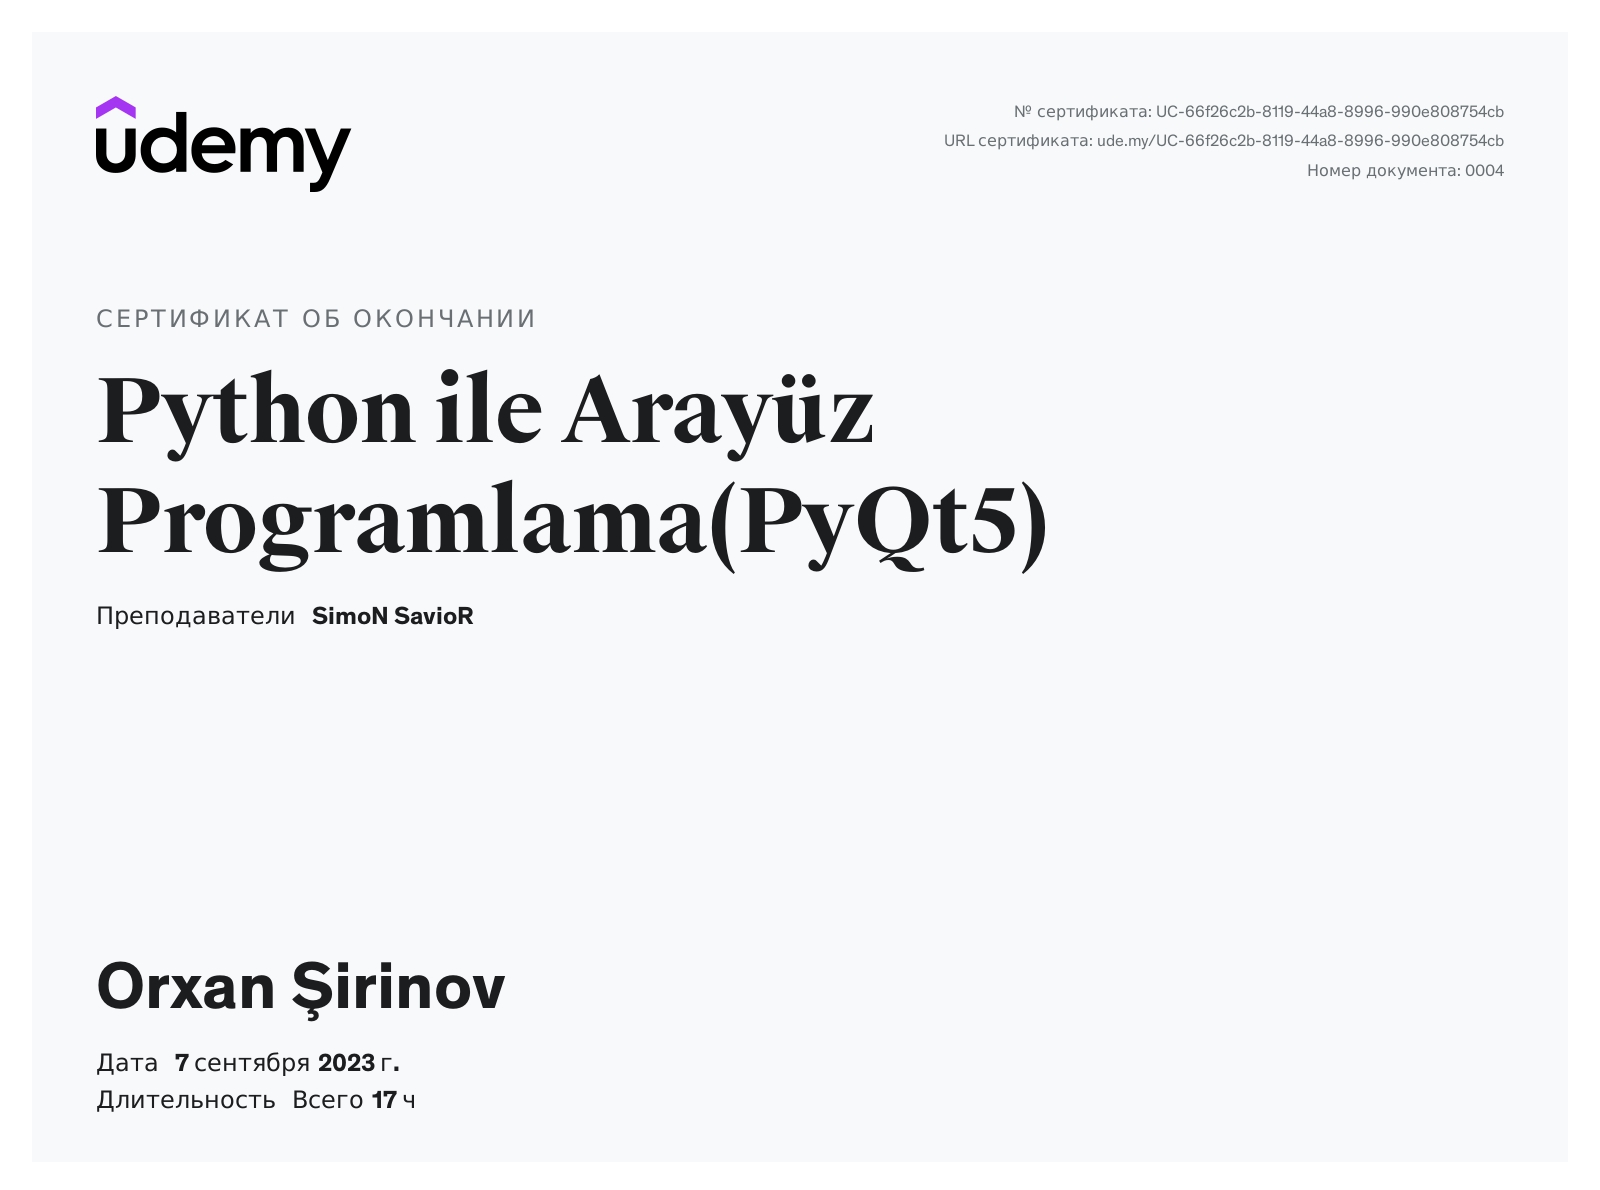 udemy
№ сертификата: UC-66f26c2b-8119-44a8-8996-990e808754cb
URL сертификата: ude.my/UC-66f26c2b-8119-44a8-8996-990e808754cb
Номер документа: 0004
СЕРТИФИКАТ ОБ ОКОНЧАНИИ
Python ile Arayüz
Programlama(PyQt5)
Преподаватели SimoN SavioR
Orxan Şirinov
Дата 7 сентября 2023 г.
Длительность Всего 17 ч